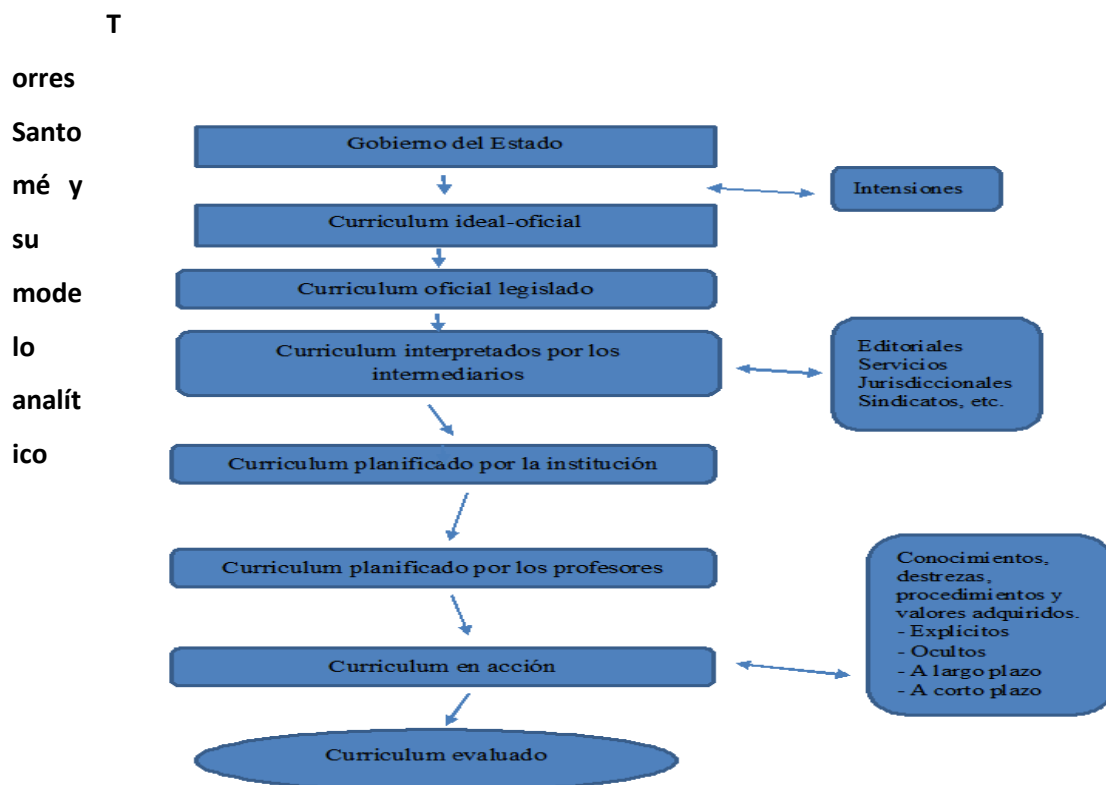 T
orres
Santo
mé y
su
mode
lo
analít
ico
Gobierno del Estado
Intensiones
Curriculum ideal-oficial
Curriculum oficial legislado
Curriculum interpretados por los
intermediarios
Editoriales
Servicios
Jurisdiccionales
Sindicatos, etc.
Curriculum planificado por la institución
Curriculum planificado por los profesores
Conocimientos,
destrezas,
procedimientos y
valores adquiridos.
- Explícitos
- Ocultos
- A largo plazo
- A corto plazo
Curriculum en acción
Curriculum evaluado